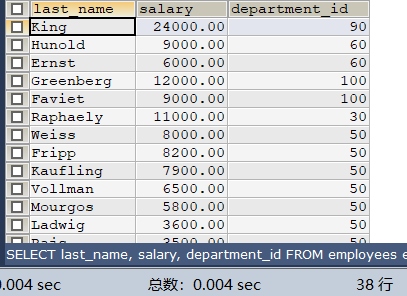 last_name salary department_id
King 24000.00 90
Hunold 9000.00 60
Ernst 6000.00 60
Greenberg 12000.00 100
Faviet 9000.00 100
Raphaely 11000.00 30
Weiss 8000.00 50
Fripp 8200.00 50
Kaufling 7900.00 50
Vollman 6500.00 50
Mourgos 5800.00 50
Ladwig 3600.00 50
Rajs 3500.00 50
SELECT last_name, salary, department_id FROM employees e
0.004 sec 总数: 0.004 sec 38 行